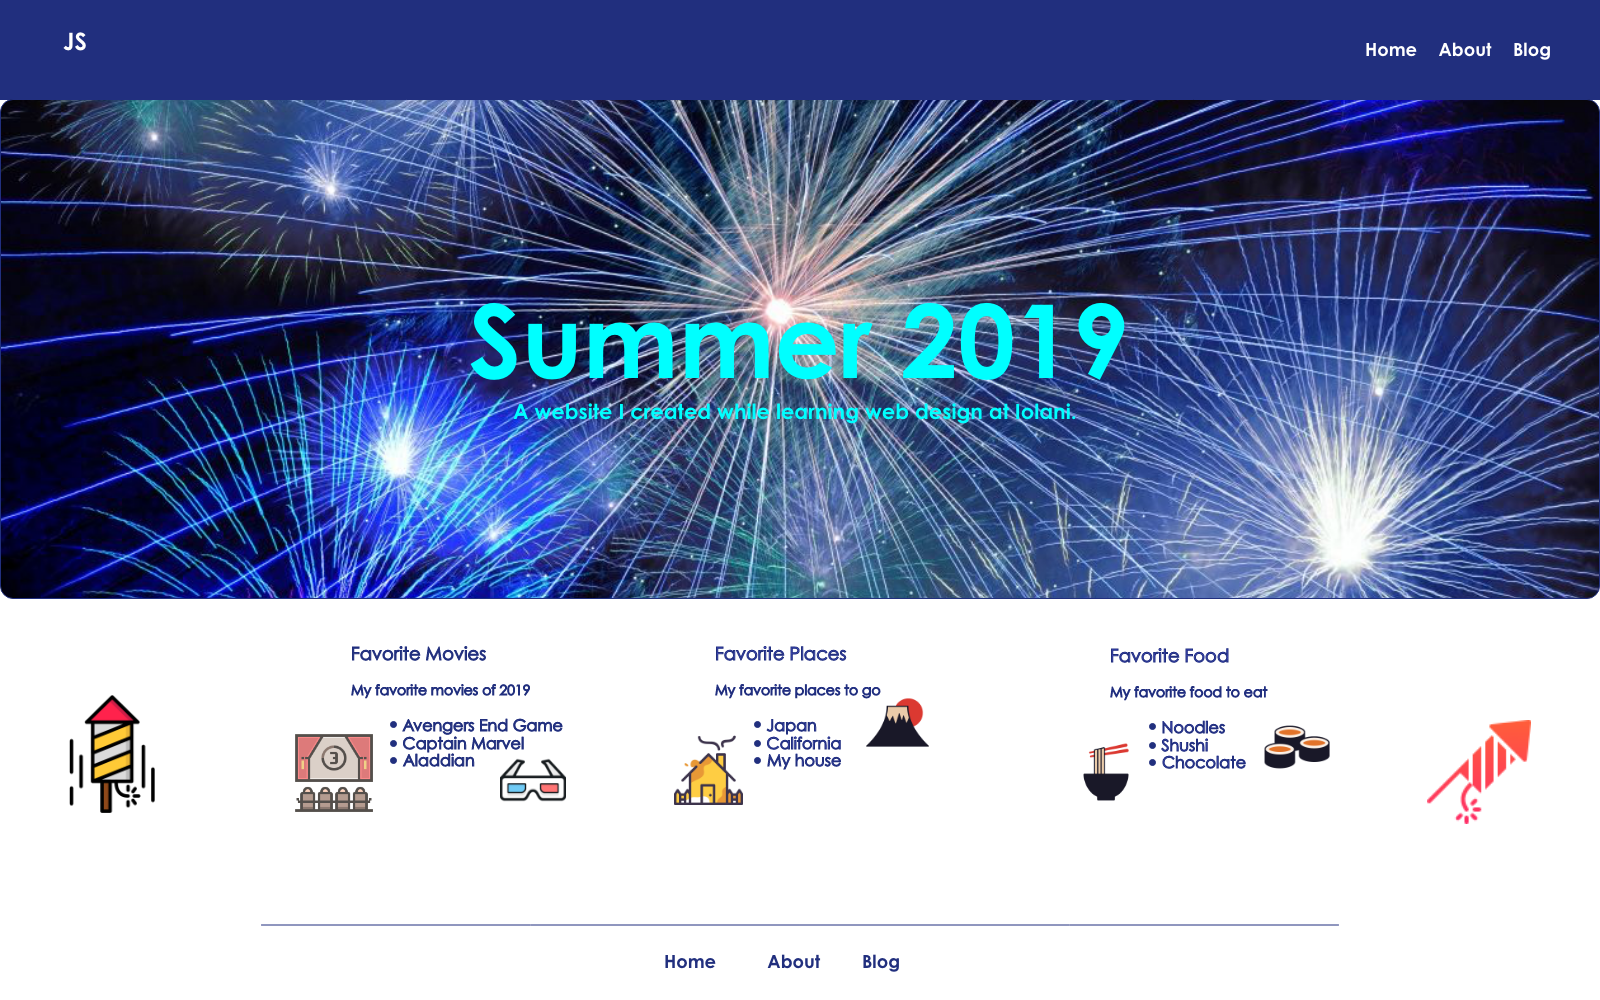 JS
Home About Blog
Summer 2019
A website I created while learning web design at Iolani.
Favorite Movies
My favorite movies of 2019
• Avengers End Game
• Captain Marvel
• Aladdian
3
Favorite Places
My favorite places to go
• Japan
• California
• My house
Favorite Food
My favorite food to eat
• Noodles
• Shushi
• Chocolate
Home About Blog